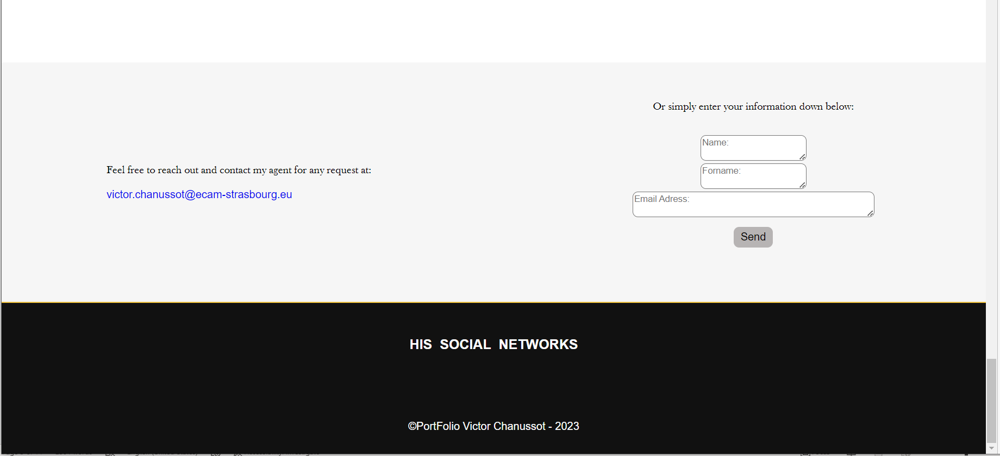 Feel free to reach out and contact my agent for any request at:
victor.chanussot@ecam-strasbourg.eu
Or simply enter your information down below:
Name:
Forname:
Email Adress:
Send
HIS SOCIAL NETWORKS
©PortFolio Victor Chanussot - 2023